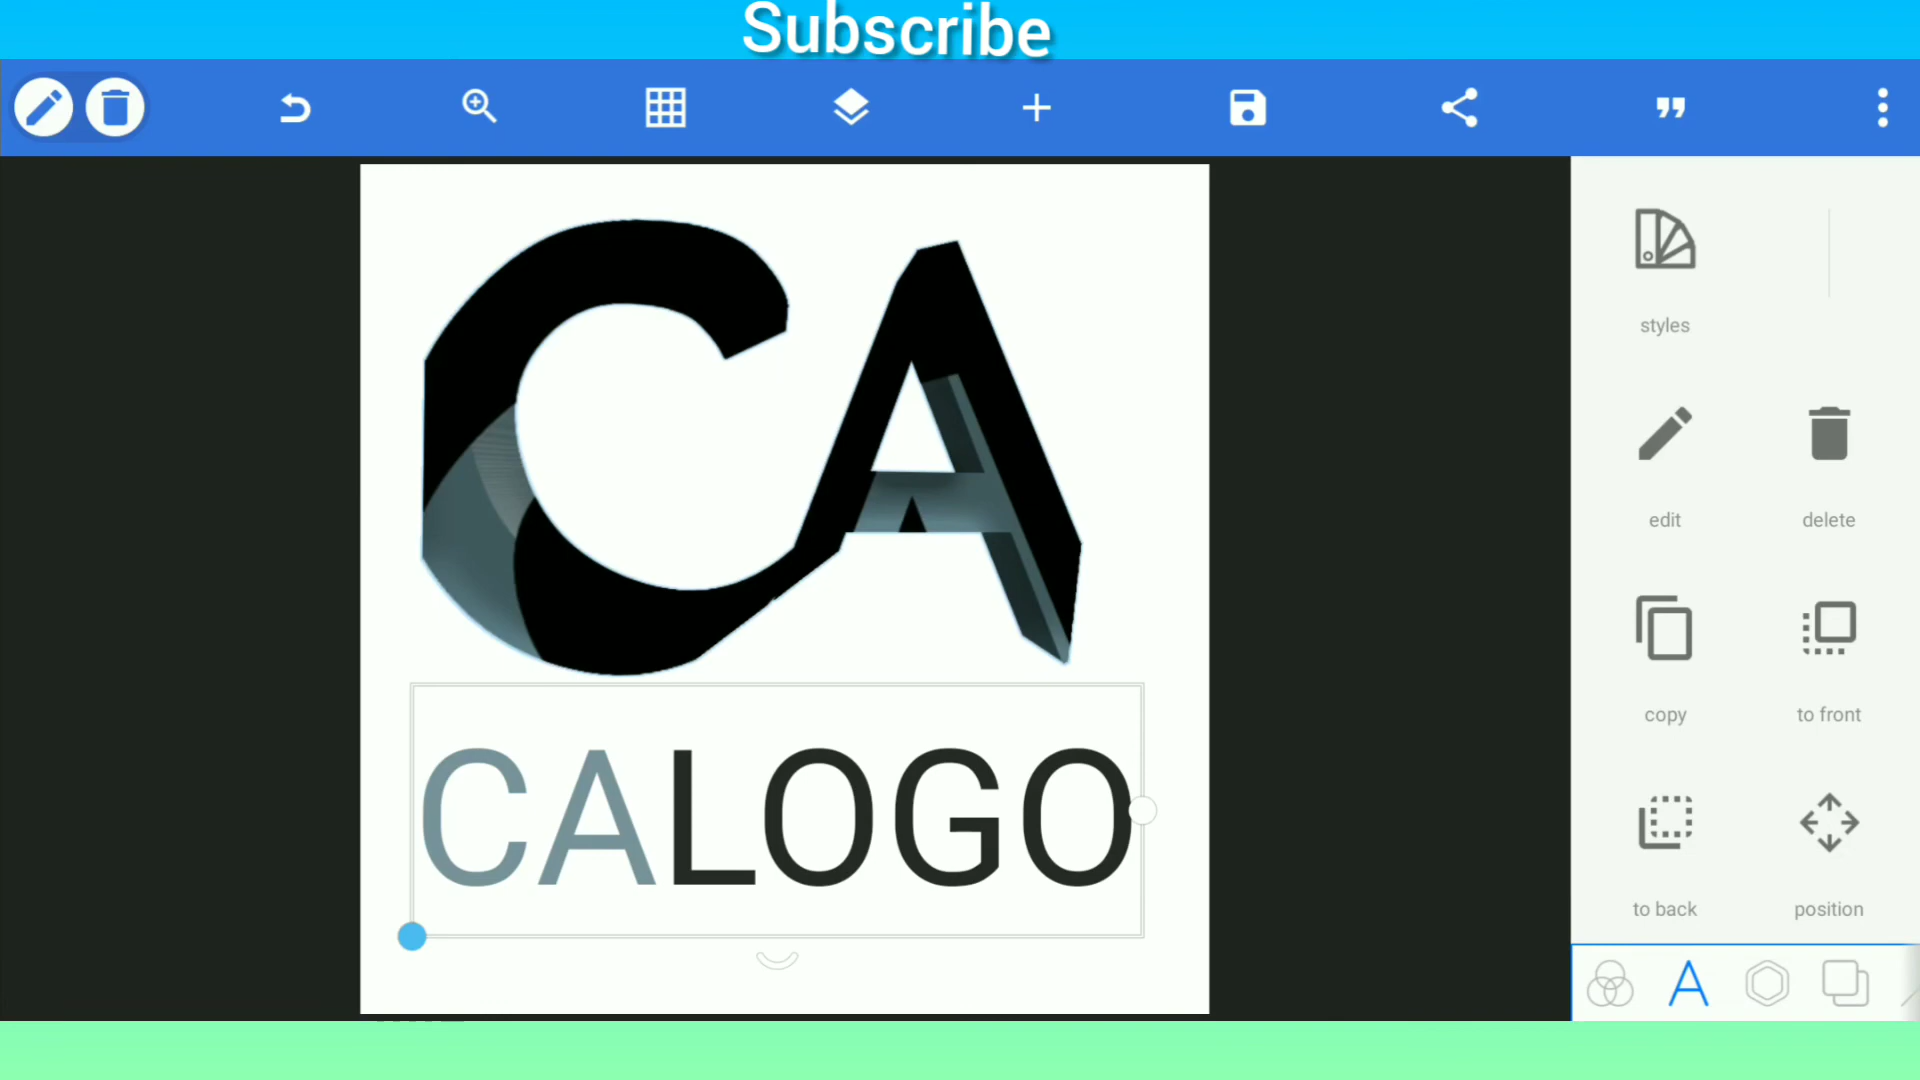 Subscribe
CA
styles
edit
delete
copy
to front
CALOGO
to back
position